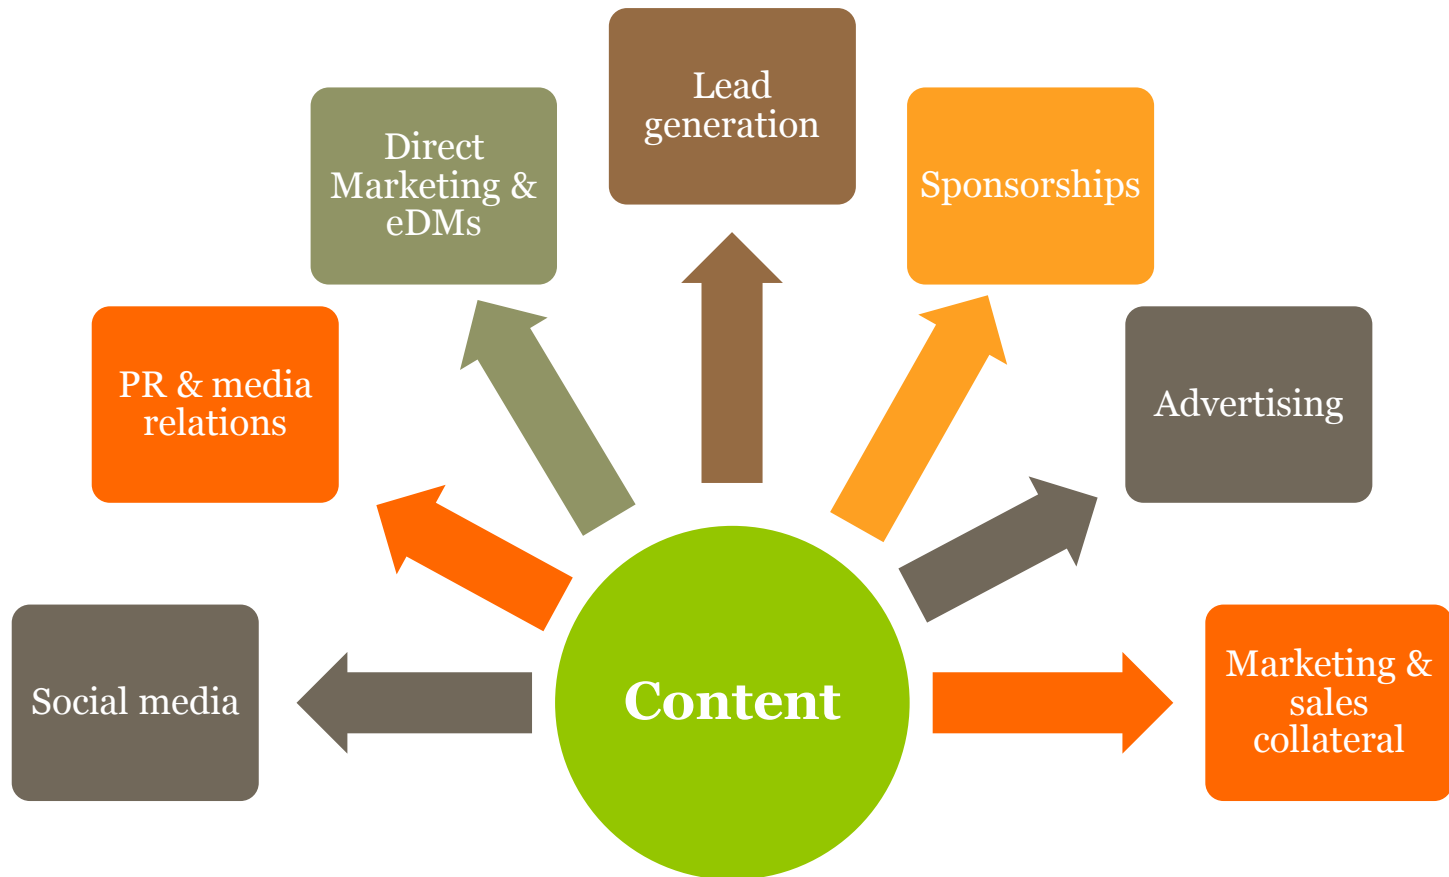 Lead
generation
Direct
Marketing &
eDMs
Sponsorships
PR & media
relations
Advertising
Social media
Content
Marketing &
sales
collateral